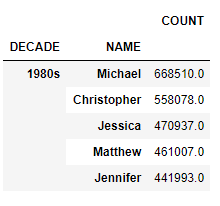 COUNT
DECADE NAME
1980s Michael 668510.0
Christopher 558078.0
Jessica 470937.0
Matthew 461007.0
Jennifer 441993.0